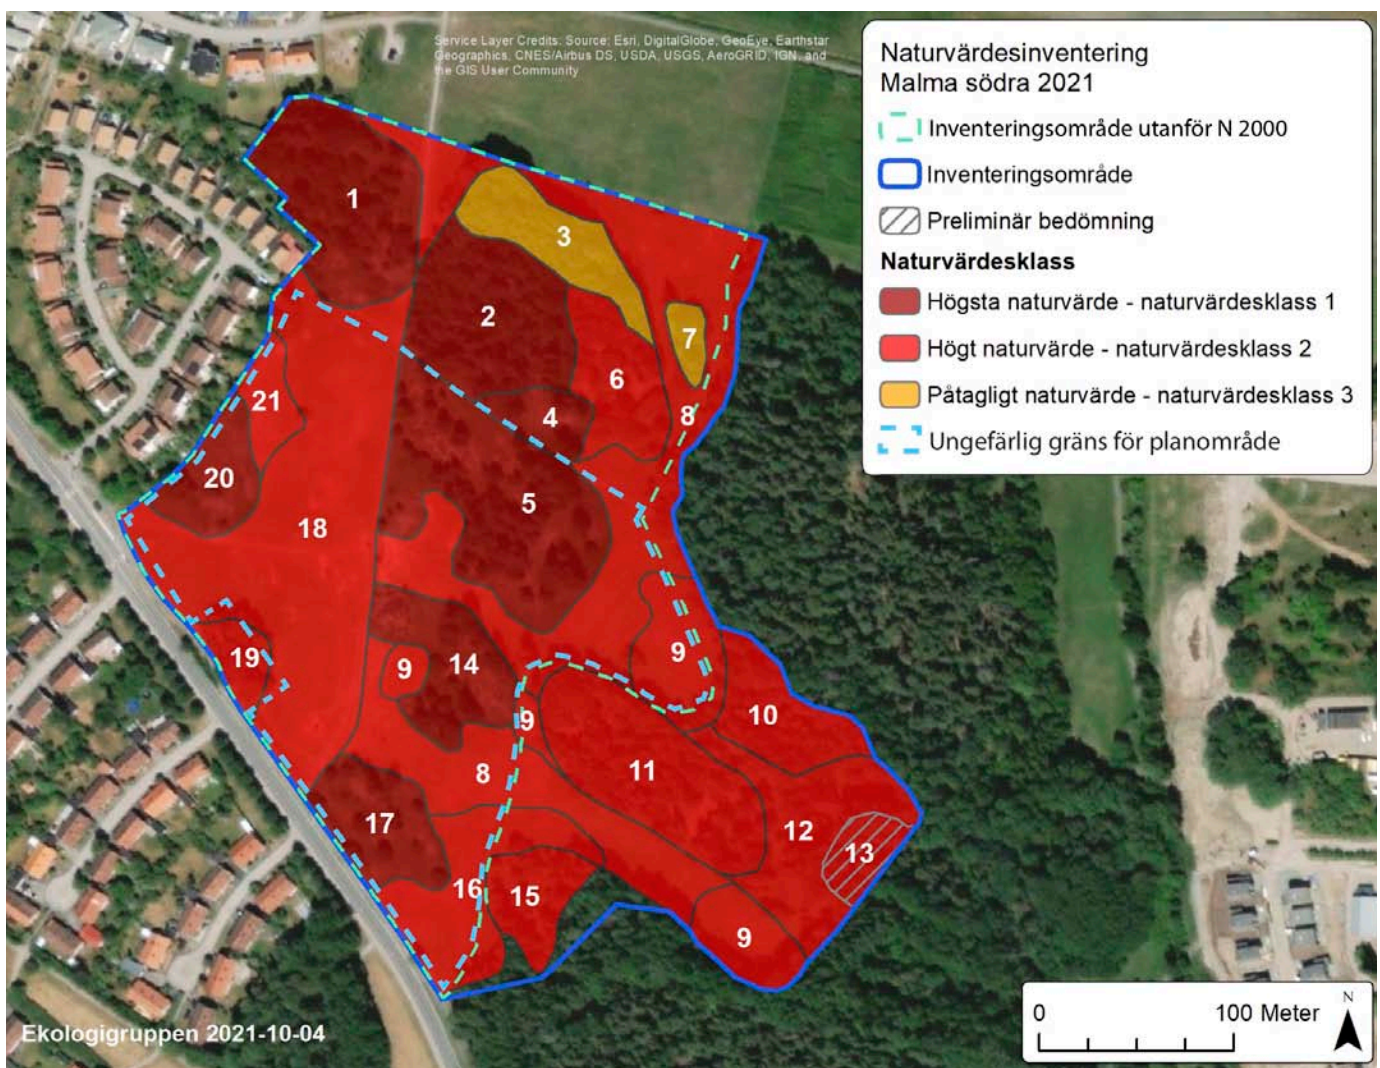 Service Layer Credits: Source: Esri, DigitalGlobe, GeoEye, Earthstar
Geographics, CNES/Airbus DS, USDA, USGS, AeroGRID, IGN, and
the GIS User Community
Naturvärdesinventering
Malma södra 2021
Inventeringsområde utanför N 2000
Inventeringsområde
Preliminär bedömning
Naturvärdesklass
Högsta naturvärde - naturvärdesklass 1
Högt naturvärde - naturvärdesklass 2
Påtagligt naturvärde - naturvärdesklass 3
Ungefärlig gräns för planområde
1
3
2
7
6
21
4
8
20
5
18
19
9
14
9
9
10
8
11
17
12
13
16
15
9
0
100 Meter
N
Ekologigruppen 2021-10-04